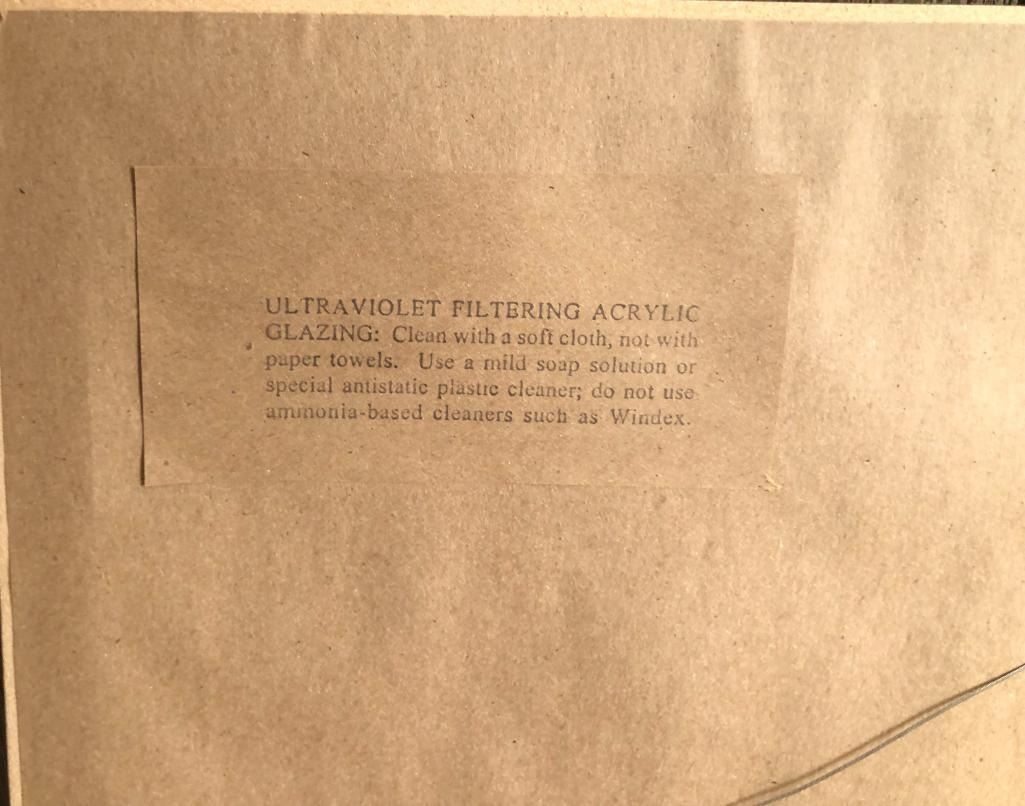 ULTRAVIOLET FILTERING ACRYLIC
GLAZING: Clean with a soft cloth, not with
paper towels. Use a mild soap solution or
special antistatic plastic cleaner; do not use
ammonia-based cleaners such as Windex.